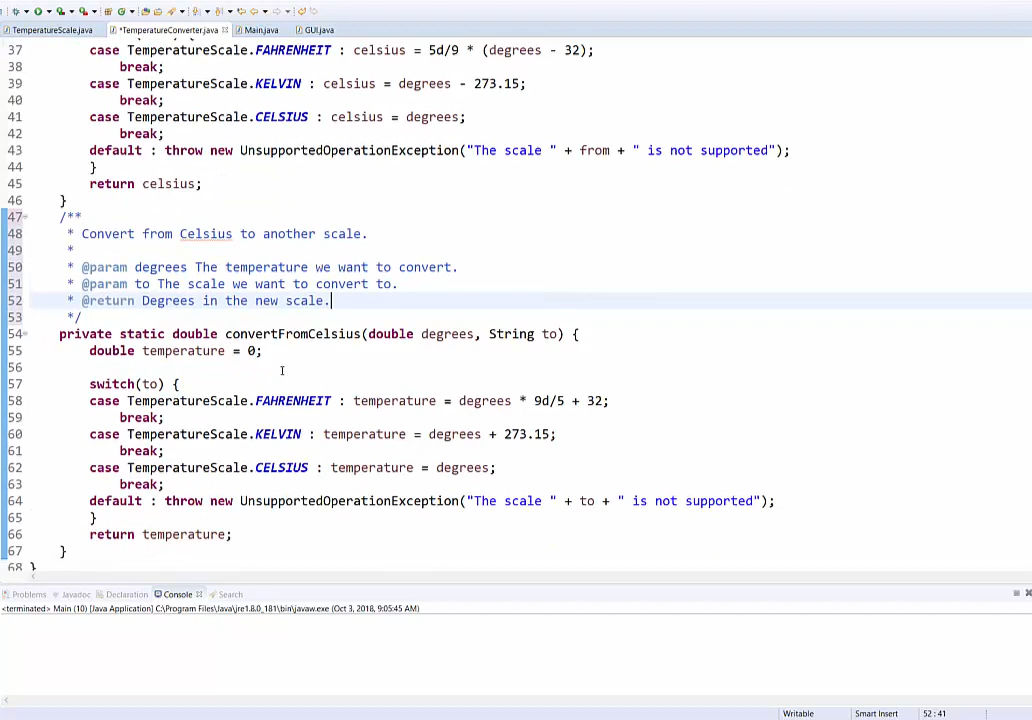 TemperatureScale.java *TemperatureConverter.java Main.java GUI.java
37 case TemperatureScale.FAHRENHEIT : celsius = 5d/9 * (degrees - 32);
38 break;
39 case TemperatureScale.KELVIN : celsius = degrees - 273.15;
40 break;
41 case TemperatureScale.CELSIUS : celsius = degrees;
42 break;
43 default : throw new UnsupportedOperationException("The scale " + from + " is not supported");
44 }
45 return celsius;
46 }
47 /**
48 * Convert from Celsius to another scale.
49 *
50 * @param degrees The temperature we want to convert.
51 * @param to The scale we want to convert to.
52 * @return Degrees in the new scale.
53 */
54 private static double convertFromCelsius(double degrees, String to) {
55 double temperature = 0;
56
57 switch(to) {
58 case TemperatureScale.FAHRENHEIT : temperature = degrees * 9d/5 + 32;
59 break;
60 case TemperatureScale.KELVIN : temperature = degrees + 273.15;
61 break;
62 case TemperatureScale.CELSIUS : temperature = degrees;
63 break;
64 default : throw new UnsupportedOperationException("The scale " + to + " is not supported");
65 }
66 return temperature;
67 }
68 }
Problems Javadoc Declaration Console Search
<terminated> Main (10) [Java Application] C:\Program Files\Java\jre1.8.0_181\bin\javaw.exe (Oct 3, 2018, 9:05:45 AM)
Writable Smart Insert 52 : 41